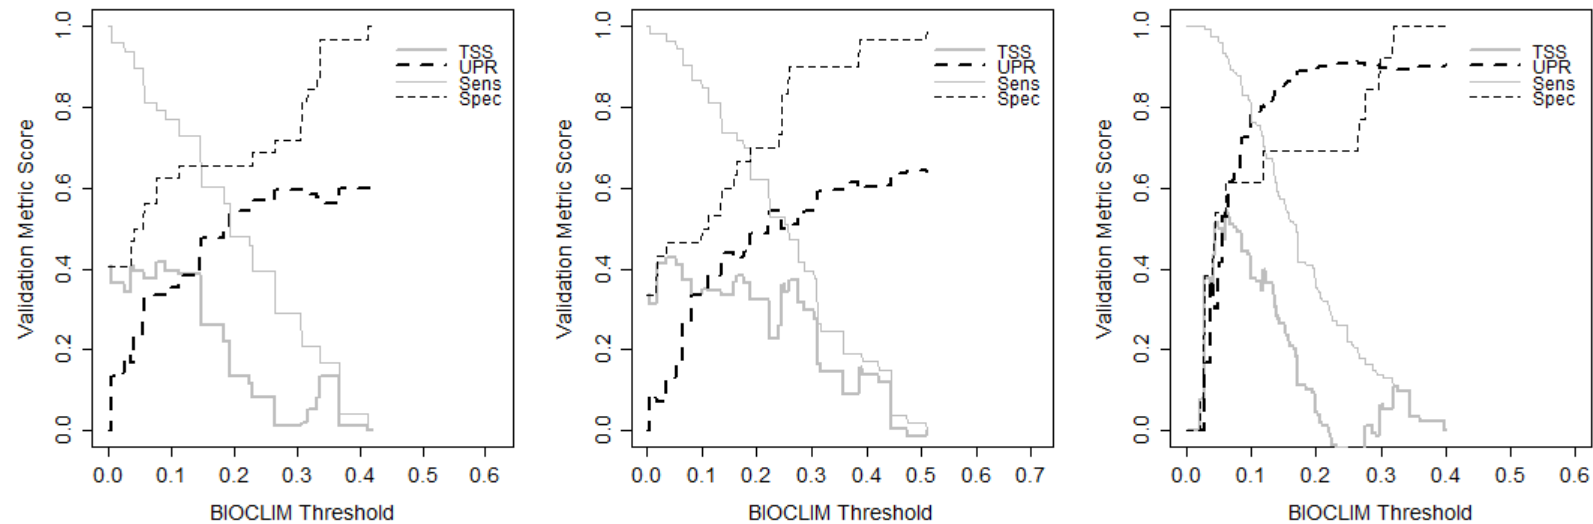 Validation Metric Score
1.0
0.8
0.6
0.4
0.2
0.0
TSS
UPR
Sens
Spec
0.0 0.1 0.2 0.3 0.4 0.5 0.6
BIOCLIM Threshold
Validation Metric Score
1.0
0.8
0.6
0.4
0.2
0.0
TSS
UPR
Sens
Spec
0.0 0.1 0.2 0.3 0.4 0.5 0.6 0.7
BIOCLIM Threshold
Validation Metric Score
1.0
0.8
0.6
0.4
0.2
0.0
TSS
UPR
Sens
Spec
0.0 0.1 0.2 0.3 0.4 0.5 0.6
BIOCLIM Threshold